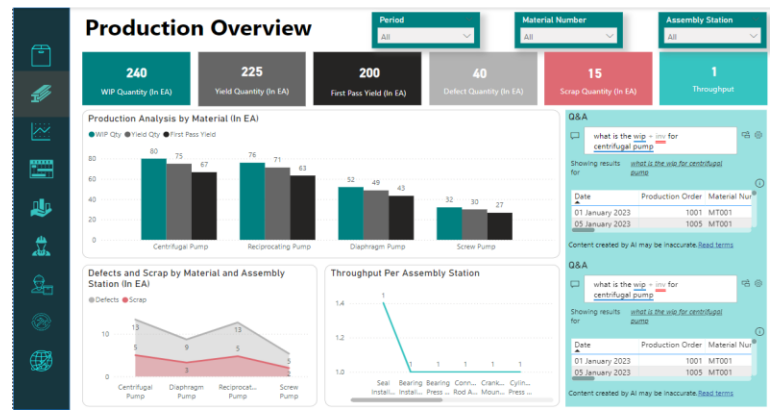 Production Overview
Period
All
Material Number
All
Assembly Station
All
240
WIP Quantity (In EA)
225
Yield Quantity (In EA)
200
First Pass Yield (In EA)
40
Defect Quantity (In EA)
15
Scrap Quantity (In EA)
1
Throughput
Production Analysis by Material (In EA)
WIP Qty Yield Qty First Pass Yield
80
60
40
20
0
80 75 67
76 71 63
52 49 43
32 30 27
Centrifugal Pump
Reciprocating Pump
Diaphragm Pump
Screw Pump
Defects and Scrap by Material and Assembly
Station (In EA)
Defects Scrap
10
0
13 9 13 5
5 3 5 2
Centrifugal
Pump
Diaphragm
Pump
Reciprocat...
Pump
Screw
Pump
Throughput Per Assembly Station
1.4
1.2
1.0
1 1 1 1 1 1
Seal
Install...
Bearing
Install...
Bearing
Press ...
Conn...
Rod A...
Crank...
Moun...
Cylin...
Press ...
Q&A
what is the wip + inv for
centrifugal pump
Showing results
for
what is the wip for centrifugal
pump
Date Production Order Material Nur
01 January 2023 1001 MT001
05 January 2023 1005 MT001
Content created by AI may be inaccurate. Read terms
Q&A
what is the wip + inv for
centrifugal pump
Showing results
for
what is the wip for centrifugal
pump
Date Production Order Material Nur
01 January 2023 1001 MT001
05 January 2023 1005 MT001
Content created by AI may be inaccurate. Read terms